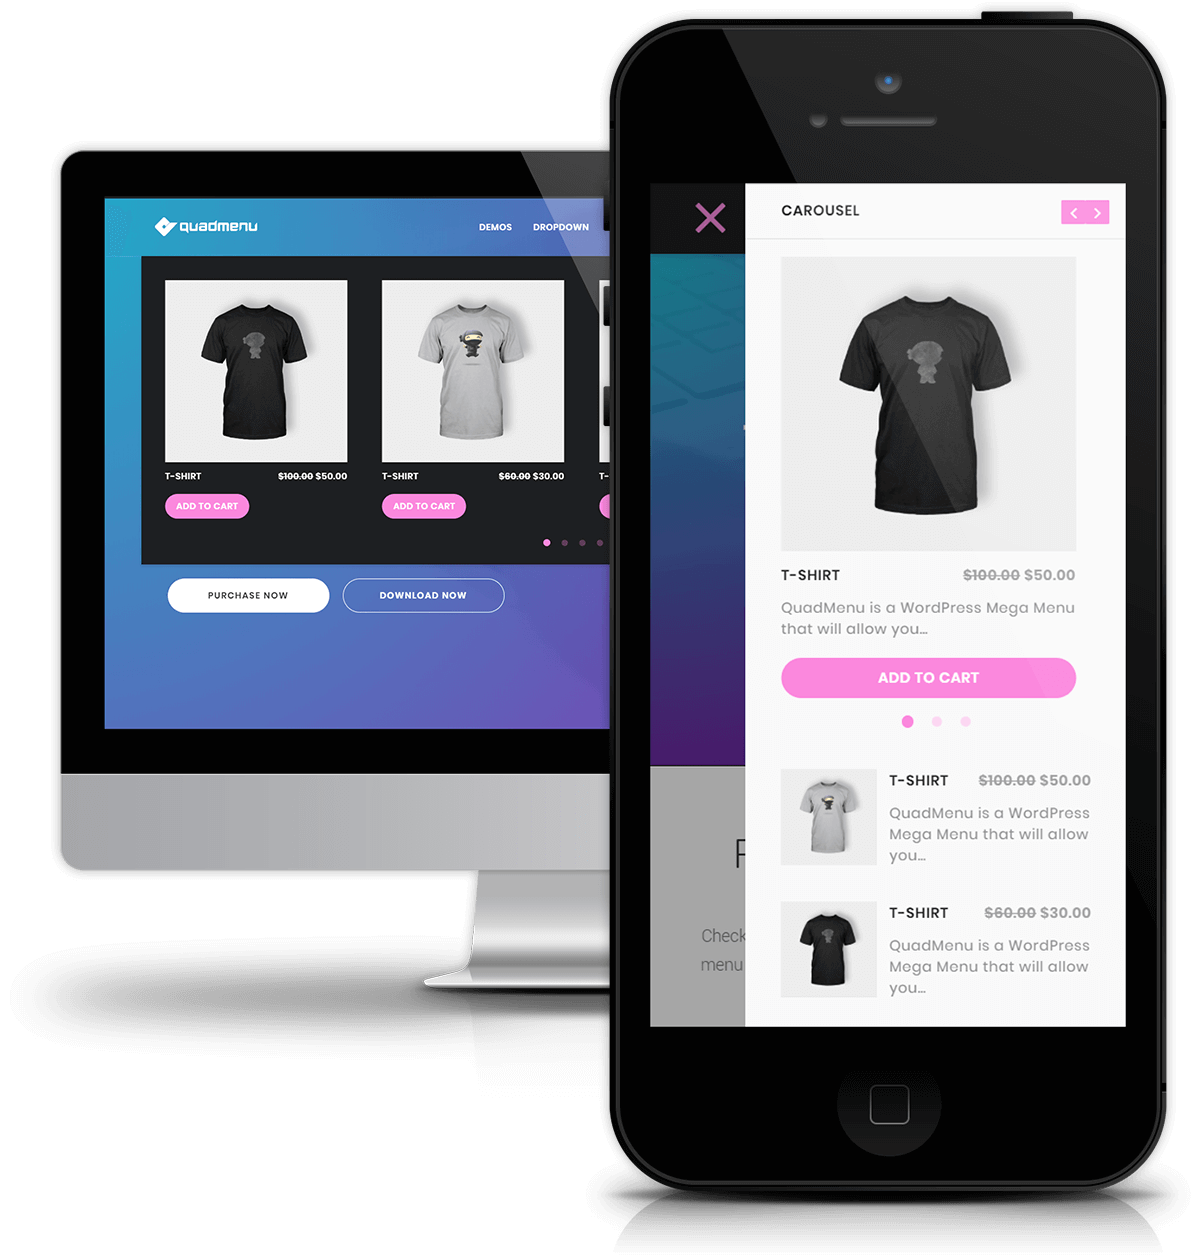 quadmenu
DEMOS DROPDOWN
T-SHIRT $100.00 $50.00
ADD TO CART
T-SHIRT $60.00 $30.00
ADD TO CART
T-
PURCHASE NOW
DOWNLOAD NOW
CAROUSEL
T-SHIRT $100.00 $50.00
QuadMenu is a WordPress Mega Menu
that will allow you...
ADD TO CART
T-SHIRT $100.00 $50.00
QuadMenu is a WordPress
Mega Menu that will allow
you...
T-SHIRT $60.00 $30.00
QuadMenu is a WordPress
Mega Menu that will allow
you...
F
Check
menu